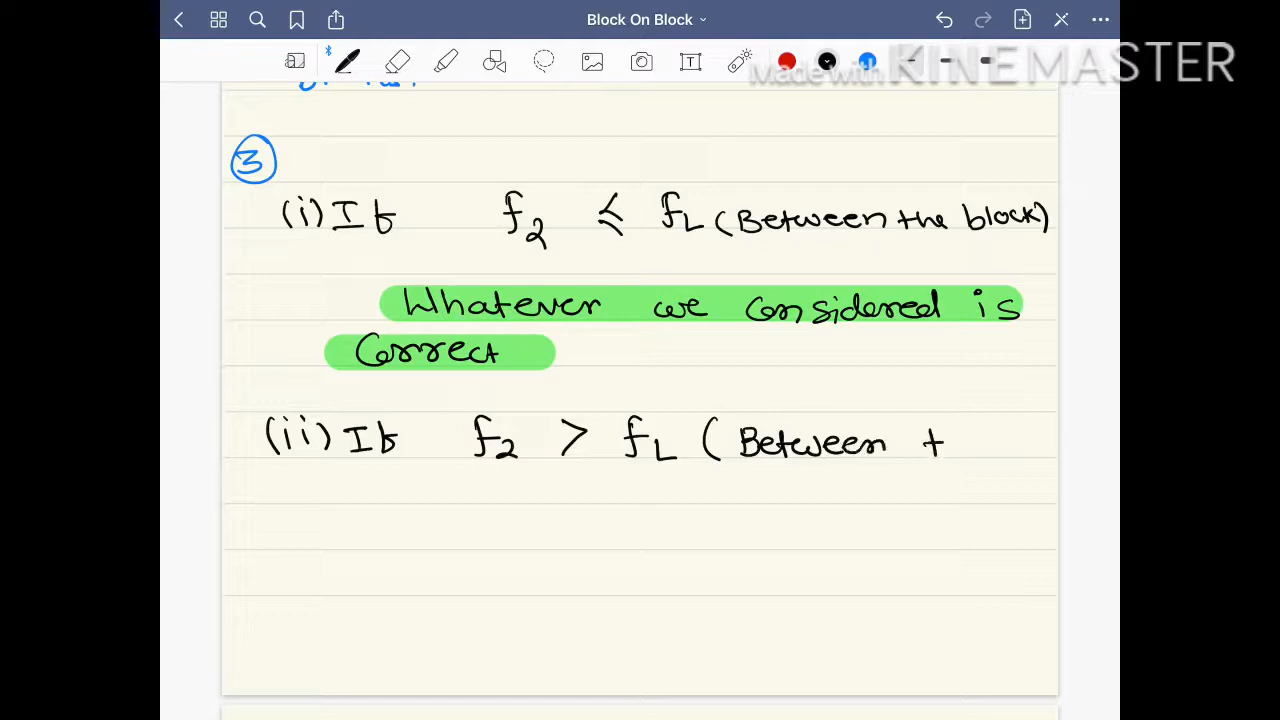 Block On Block
Made with KINEMASTER
3
(i) If f2 ≤ fL (Between the block)
Whatever we considered is
Correct
(ii) If f2 > fL (Between t